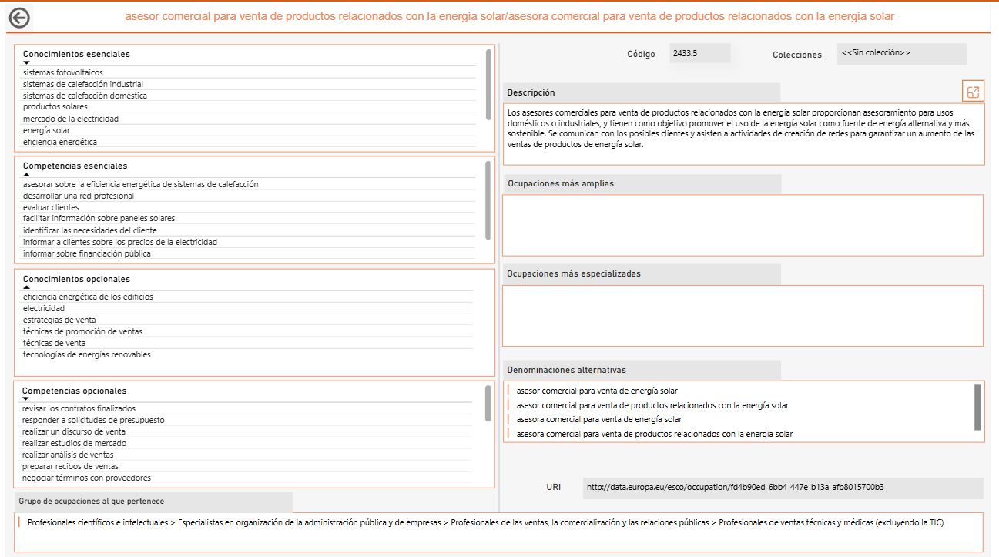 asesor comercial para venta de productos relacionados con la energía solar/asesora comercial para venta de productos relacionados con la energía solar
Conocimientos esenciales
sistemas fotovoltaicos
sistemas de calefacción industrial
sistemas de calefacción doméstica
productos solares
mercado de la electricidad
energía solar
eficiencia energética
Competencias esenciales
asesorar sobre la eficiencia energética de sistemas de calefacción
desarrollar una red profesional
evaluar clientes
facilitar información sobre paneles solares
identificar las necesidades del cliente
informar a clientes sobre los precios de la electricidad
informar sobre financiación pública
Conocimientos opcionales
eficiencia energética de los edificios
electricidad
estrategias de venta
técnicas de promoción de ventas
técnicas de venta
tecnologías de energías renovables
Competencias opcionales
revisar los contratos finalizados
responder a solicitudes de presupuesto
realizar un discurso de venta
realizar estudios de mercado
realizar análisis de ventas
preparar recibos de ventas
negociar términos con proveedores
Código 2433.5 Colecciones <<Sin colección>>
Descripción
Los asesores comerciales para venta de productos relacionados con la energía solar proporcionan asesoramiento para usos
domésticos o industriales, y tienen como objetivo promover el uso de la energía solar como fuente de energía alternativa y más
sostenible. Se comunican con los posibles clientes y asisten a actividades de creación de redes para garantizar un aumento de las
ventas de productos de energía solar.
Ocupaciones más amplias
Ocupaciones más especializadas
Denominaciones alternativas
asesor comercial para venta de energía solar
asesor comercial para venta de productos relacionados con la energía solar
asesora comercial para venta de energía solar
asesora comercial para venta de productos relacionados con la energía solar
URI http://data.europa.eu/esco/occupation/fd4b90ed-6bb4-447e-b13a-afb8015700b3
Grupo de ocupaciones al que pertenece
Profesionales científicos e intelectuales > Especialistas en organización de la administración pública y de empresas > Profesionales de las ventas, la comercialización y las relaciones públicas > Profesionales de ventas técnicas y médicas (excluyendo la TIC)